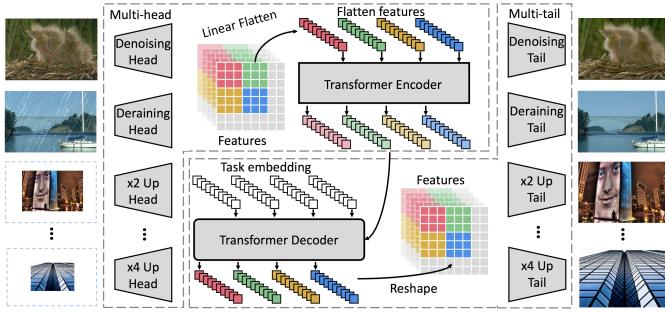 Multi-head
Denoising
Head
Deraining
Head
x2 Up
Head
x4 Up
Head
Linear Flatten
Flatten features
Features
Transformer Encoder
Task embedding
Transformer Decoder
Features
Reshape
Multi-tail
Denoising
Tail
Deraining
Tail
x2 Up
Tail
x4 Up
Tail